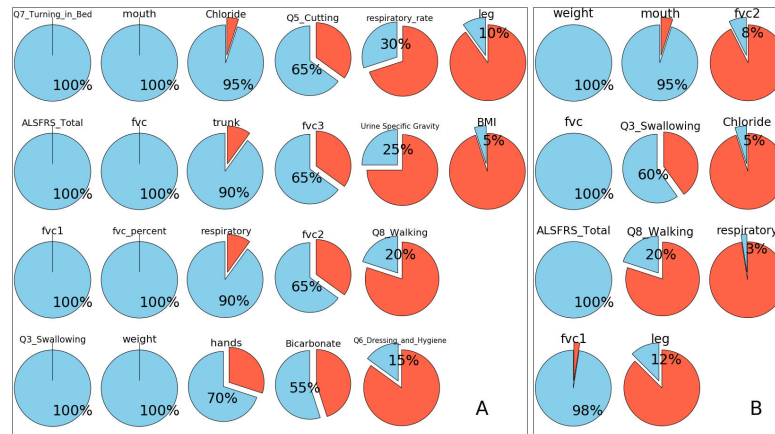 Q7_Turning_in_Bed mouth Chloride Q5_Cutting respiratory_rate leg
100% 100% 95% 65% 30% 10%
ALSFRS_Total fvc trunk fvc3 Urine Specific Gravity BMI
100% 100% 90% 65% 25% 5%
fvc1 fvc_percent respiratory fvc2 Q8_Walking
100% 100% 90% 65% 20%
Q3_Swallowing weight hands Bicarbonate Q6_Dressing_and_Hygiene
100% 100% 70% 55% 15%
A
weight mouth fvc2
100% 95% 8%
fvc Q3_Swallowing Chloride
100% 60% 5%
ALSFRS_Total Q8_Walking respiratory
100% 20% 3%
fvc1 leg
98% 12%
B